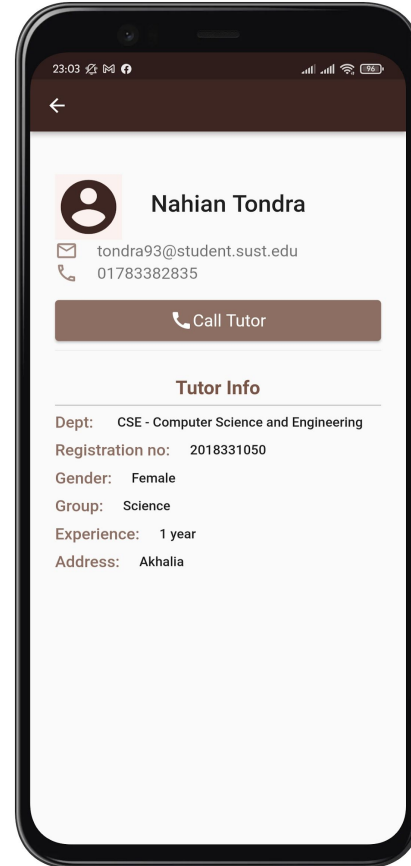 23:03 96
Nahian Tondra
tondra93@student.sust.edu
01783382835
Call Tutor
Tutor Info
Dept: CSE - Computer Science and Engineering
Registration no: 2018331050
Gender: Female
Group: Science
Experience: 1 year
Address: Akhalia